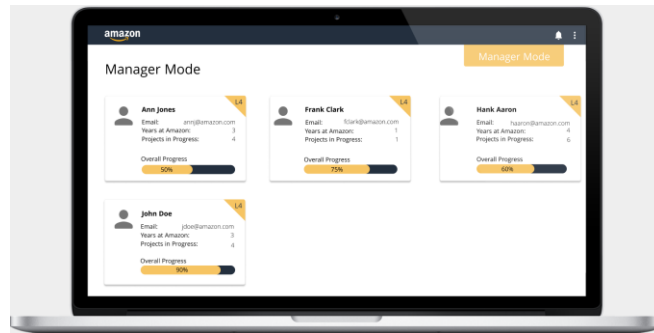 amazon
Manager Mode
Manager Mode
L4
Ann Jones
Email: annj@amazon.com
Years at Amazon: 3
Projects in Progress: 4
Overall Progress
50%
L4
Frank Clark
Email: fclark@amazon.com
Years at Amazon: 1
Projects in Progress: 1
Overall Progress
75%
L4
Hank Aaron
Email: haaron@amazon.com
Years at Amazon: 4
Projects in Progress: 6
Overall Progress
60%
L4
John Doe
Email: jdoe@amazon.com
Years at Amazon: 3
Projects in Progress: 4
Overall Progress
90%